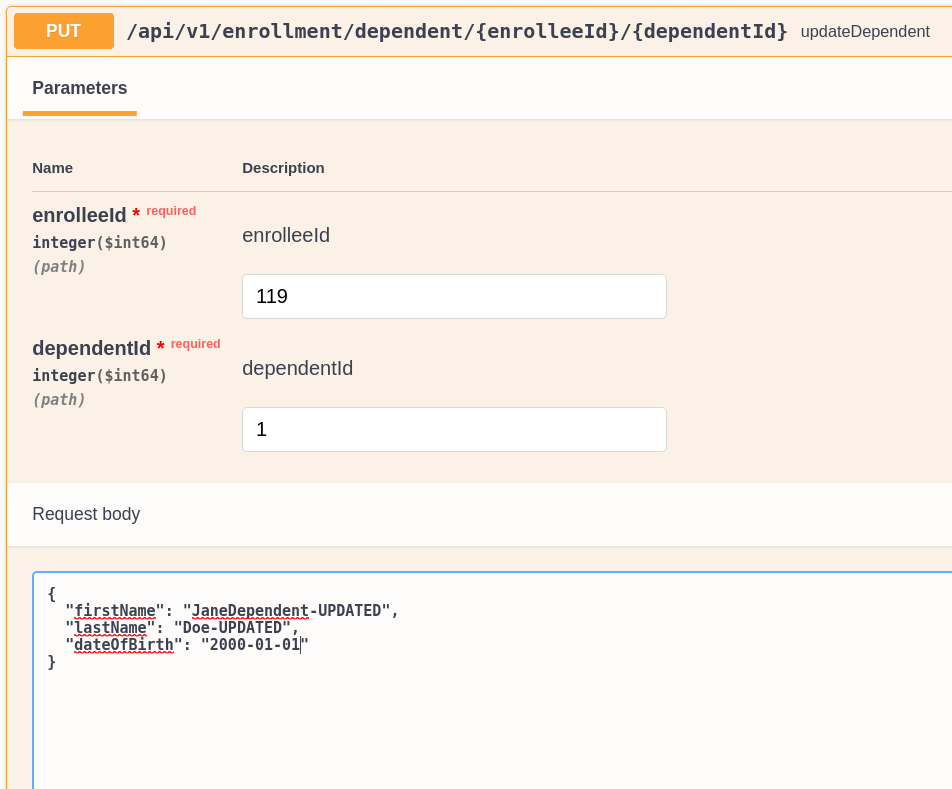 PUT /api/v1/enrollment/dependent/{enrolleeId}/{dependentId} updateDependent
Parameters
Name Description
enrolleeId * required
integer($int64)
(path)
enrolleeId
119
dependentId * required
integer($int64)
(path)
dependentId
1
Request body
{
  "firstName": "JaneDependent-UPDATED",
  "lastName": "Doe-UPDATED",
  "dateOfBirth": "2000-01-01"
}